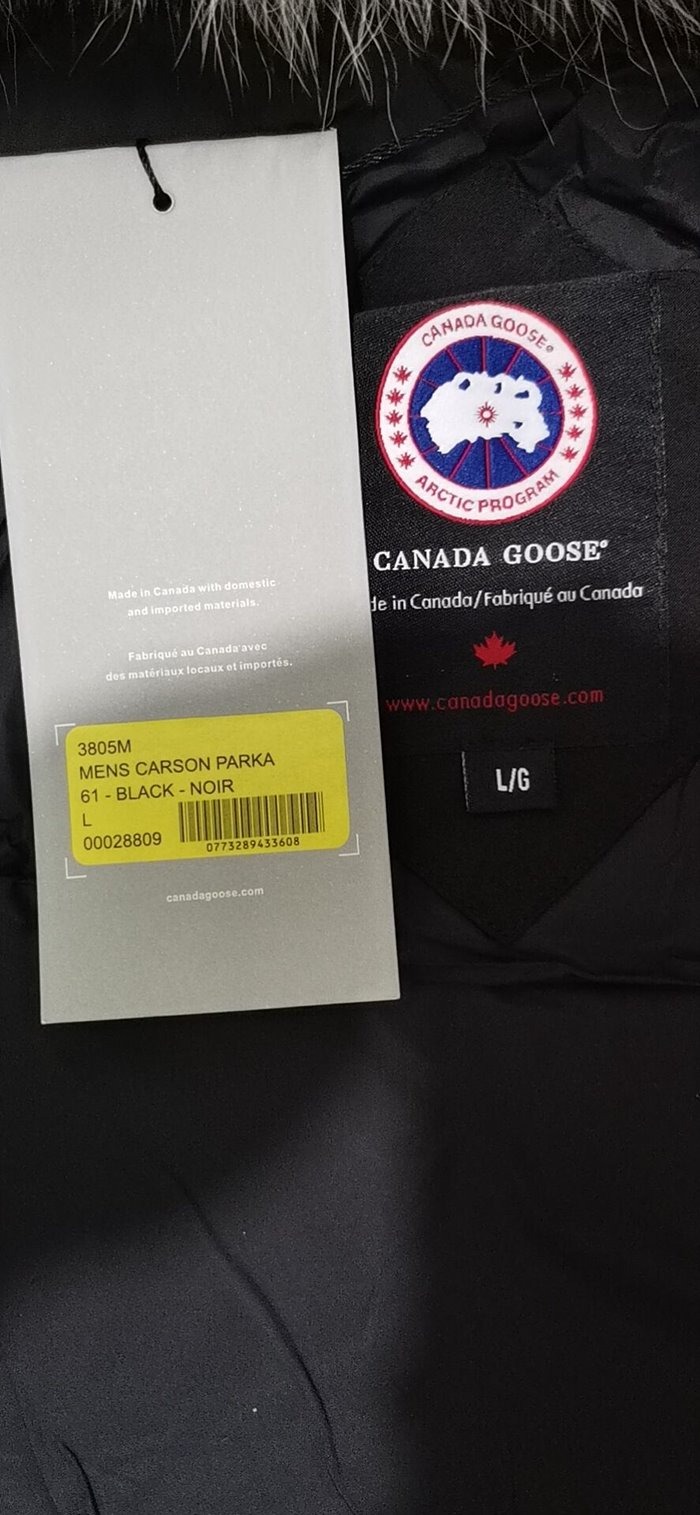 Made in Canada with domestic
and imported materials.
Fabriqué au Canada avec
des matériaux locaux et importés.
3805M
MENS CARSON PARKA
61 - BLACK - NOIR
L
00028809
0773289433608
canadagoose.com
CANADA GOOSE®
ARCTIC PROGRAM
CANADA GOOSE®
de in Canada/Fabriqué au Canada
www.canadagoose.com
L/G